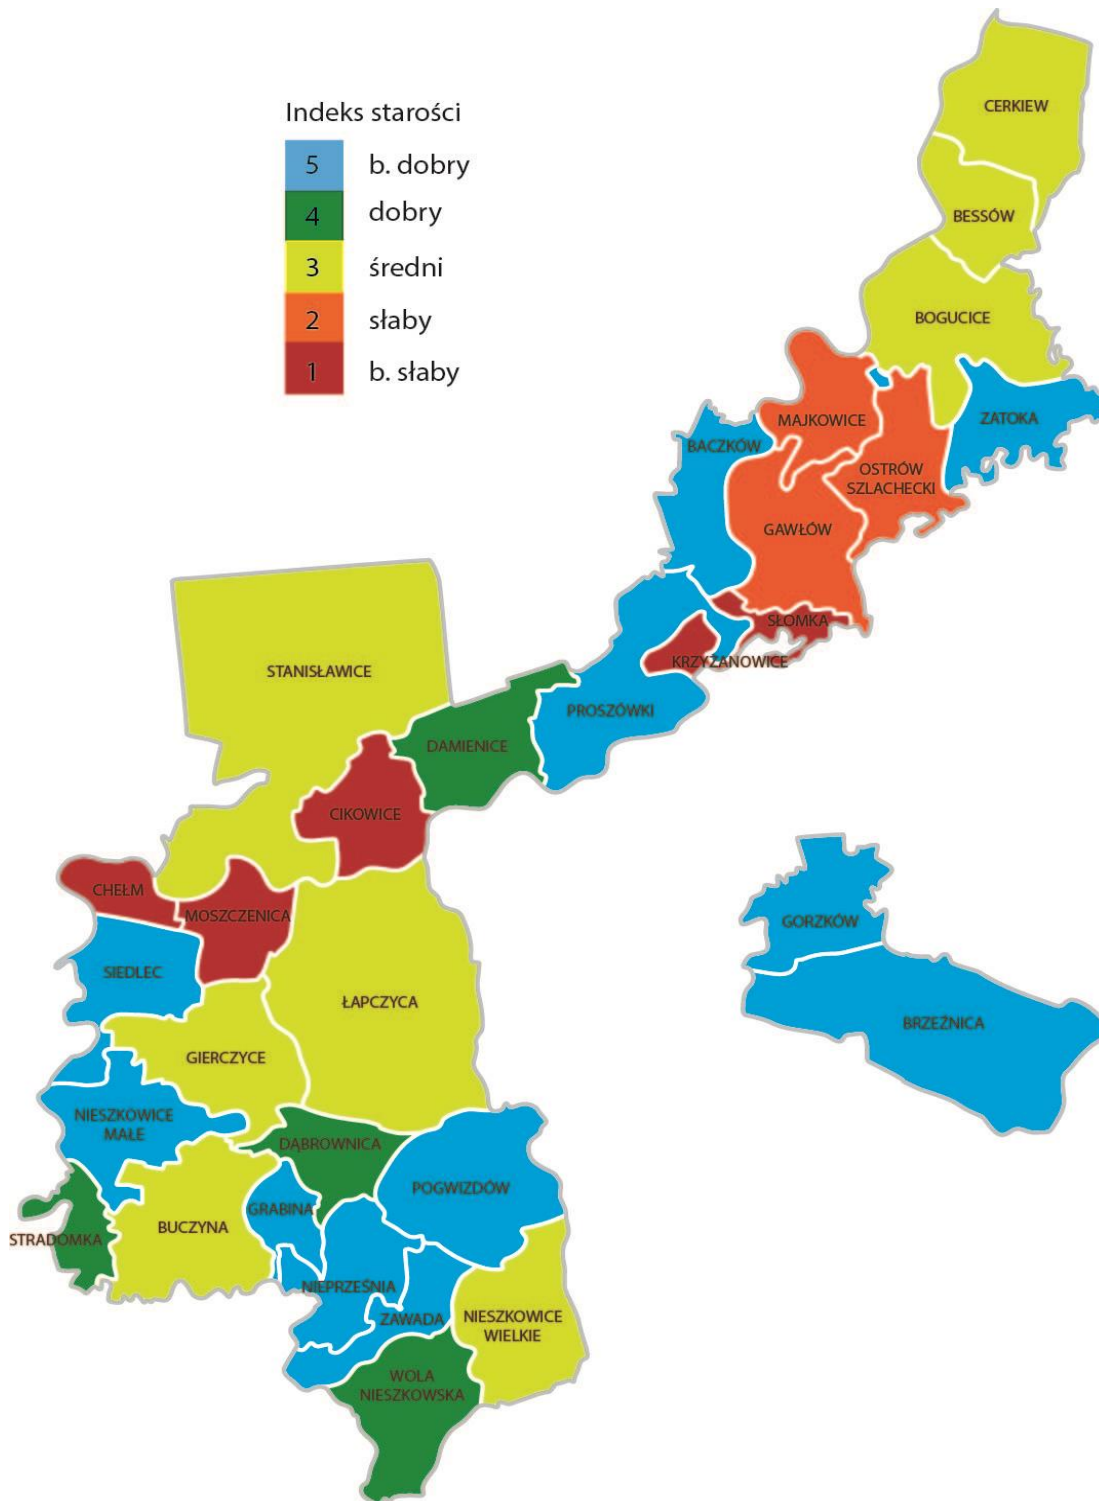 Indeks starości
5 b. dobry
4 dobry
3 średni
2 słaby
1 b. słaby
CERKIEW
BESSÓW
BOGUCICE
ZATOKA
MAJKOWICE
BACZKÓW
OSTRÓW
SZLACHECKI
GAWŁÓW
SŁOMKA
KRZYŻANOWICE
STANISŁAWICE
PROSZÓWKI
DAMIENICE
CIKOWICE
CHEŁM
MOSZCZENICA
GORZKÓW
SIEDLEC
ŁAPCZYCA
BRZEŹNICA
GIERCZYCE
NIESZKOWICE
MAŁE
DĄBROWNICA
POGWIZDÓW
GRABINA
BUCZYNA
STRADOMKA
NIEPRZEŚNIA
ZAWADA
NIESZKOWICE
WIELKIE
WOLA
NIESZKOWSKA